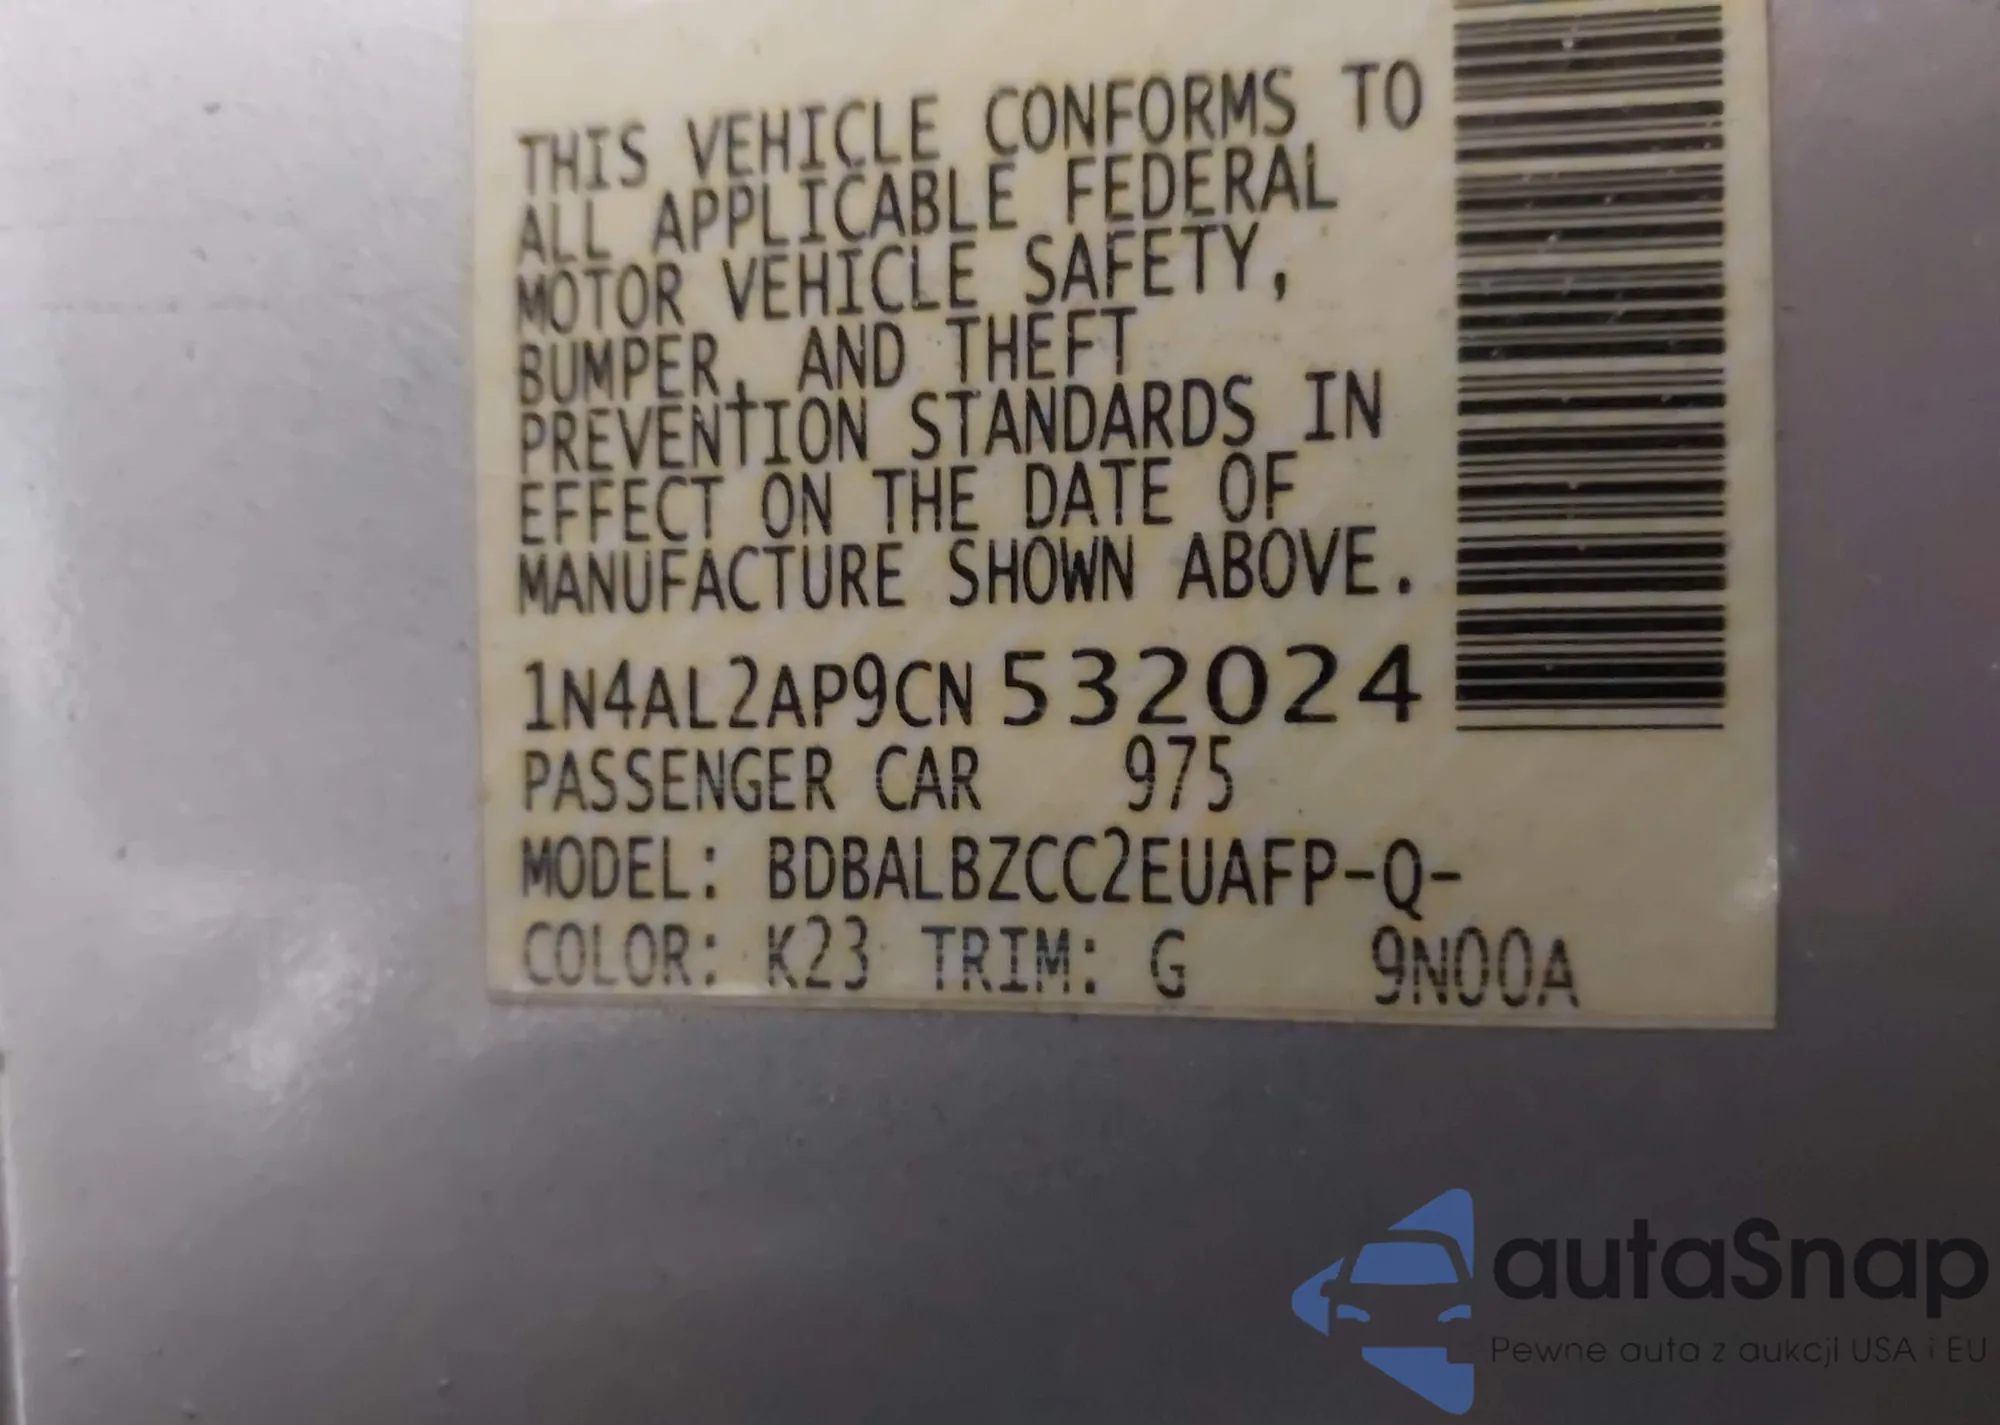 THIS VEHICLE CONFORMS TO
ALL APPLICABLE FEDERAL
MOTOR VEHICLE SAFETY,
BUMPER, AND THEFT
PREVENTION STANDARDS IN
EFFECT ON THE DATE OF
MANUFACTURE SHOWN ABOVE.
1N4AL2AP9CN532024
PASSENGER CAR 975
MODEL: BDBALBZCC2EUAFP-Q-
COLOR: K23 TRIM: G 9N00A
autaSnap
Pewne auta z aukcji USA i EU